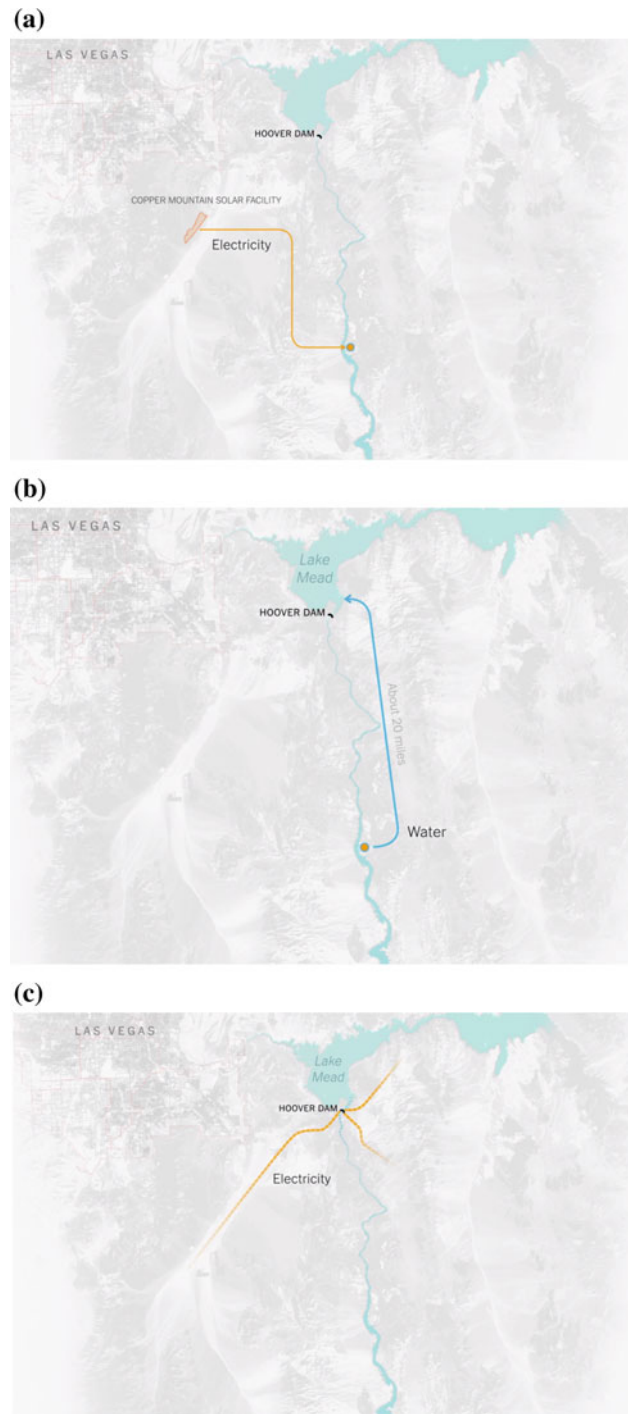 (a)
LAS VEGAS
HOOVER DAM
COPPER MOUNTAIN SOLAR FACILITY
Electricity
(b)
LAS VEGAS
Lake
Mead
HOOVER DAM
About 20 miles
Water
(c)
LAS VEGAS
Lake
Mead
HOOVER DAM
Electricity